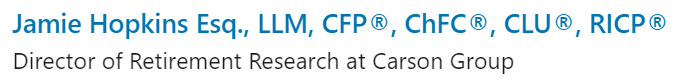 Jamie Hopkins Esq., LLM, CFP®, ChFC®, CLU®, RICP®
Director of Retirement Research at Carson Group